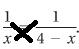 1/x = 1/(4 - x).